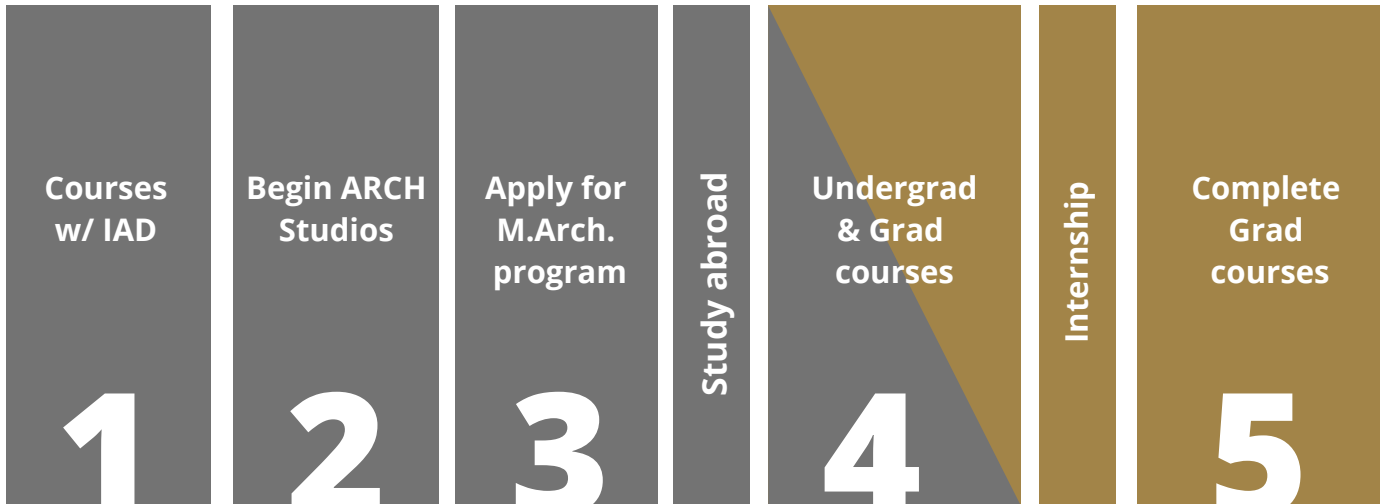 Courses
w/ IAD
1
Begin ARCH
Studios
2
Apply for
M.Arch.
program
3
Study abroad
Undergrad
& Grad
courses
4
Internship
Complete
Grad
courses
5